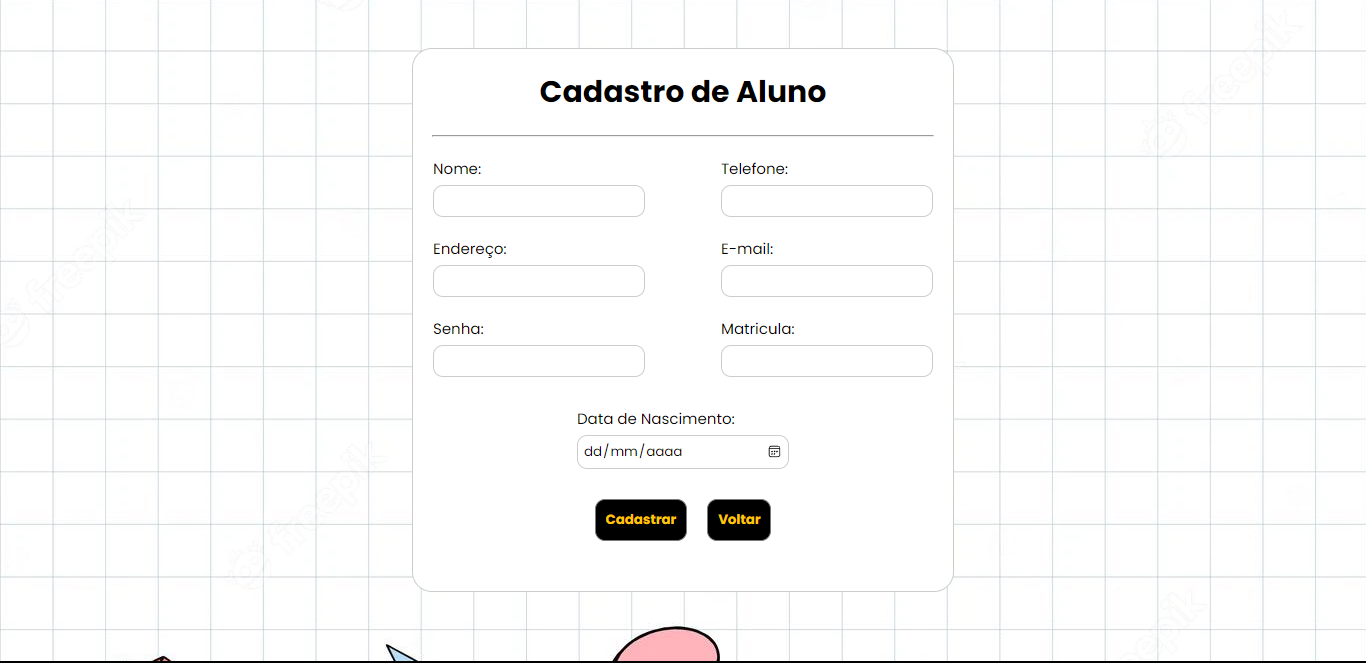 Cadastro de Aluno
Nome:
Telefone:
Endereço:
E-mail:
Senha:
Matricula:
Data de Nascimento:
dd/mm/aaaa
Cadastrar
Voltar
freepik
freepik
freepik
freepik